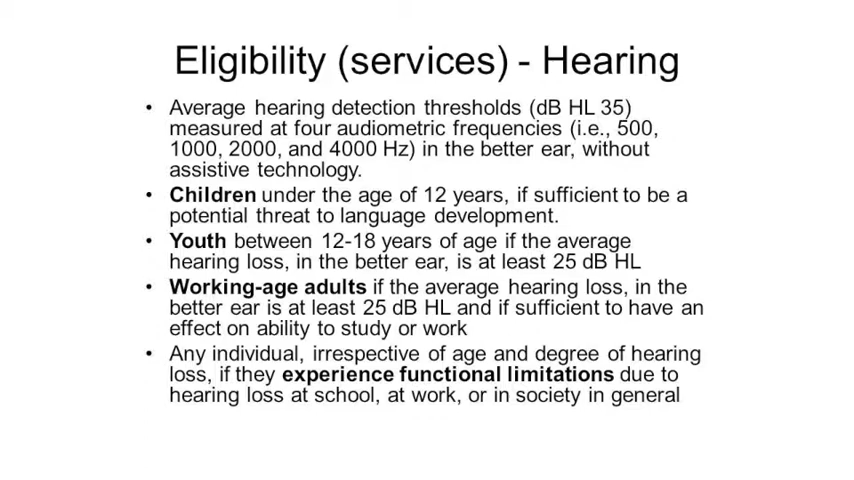 Eligibility (services) - Hearing
• Average hearing detection thresholds (dB HL 35)
measured at four audiometric frequencies (i.e., 500,
1000, 2000, and 4000 Hz) in the better ear, without
assistive technology.
• Children under the age of 12 years, if sufficient to be a
potential threat to language development.
• Youth between 12-18 years of age if the average
hearing loss, in the better ear, is at least 25 dB HL
• Working-age adults if the average hearing loss, in the
better ear is at least 25 dB HL and if sufficient to have an
effect on ability to study or work
• Any individual, irrespective of age and degree of hearing
loss, if they experience functional limitations due to
hearing loss at school, at work, or in society in general